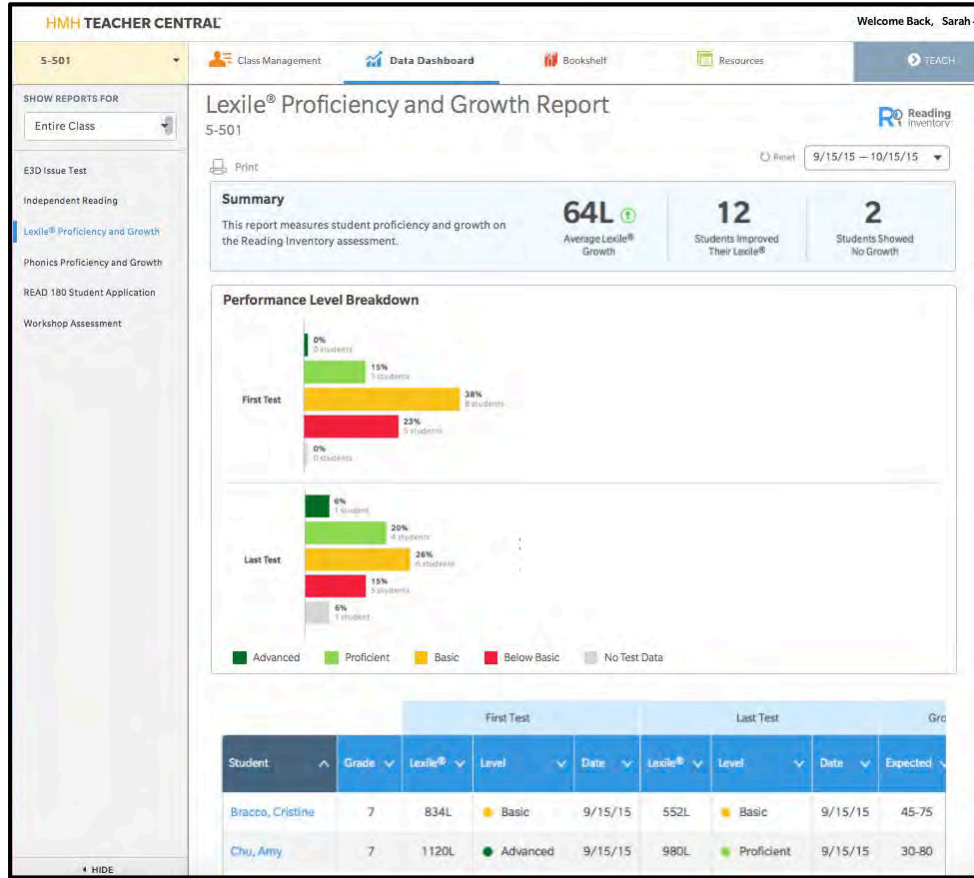 HMH TEACHER CENTRAL
Welcome Back, Sarah
5-501
Class Management
Data Dashboard
Bookshelf
Resources
TEACH
SHOW REPORTS FOR
Entire Class
E3D Issue Test
Independent Reading
Lexile® Proficiency and Growth
Phonics Proficiency and Growth
READ 180 Student Application
Workshop Assessment
HIDE
Lexile® Proficiency and Growth Report
5-501
Reading
Inventory
Print
Reset
9/15/15 — 10/15/15
Summary
This report measures student proficiency and growth on
the Reading Inventory assessment.
64L
Average Lexile®
Growth
12
Students Improved
Their Lexile®
2
Students Showed
No Growth
Performance Level Breakdown
First Test
0%
0 students
15%
3 students
38%
8 students
23%
5 students
0%
0 students
Last Test
6%
1 student
20%
4 students
26%
students
15%
students
6%
1 student
Advanced Proficient Basic Below Basic No Test Data
First Test Last Test Gro
Student Grade Lexile® Level Date Lexile® Level Date Expected
Bracco, Cristine 7 834L Basic 9/15/15 552L Basic 9/15/15 45-75
Chu, Amy 7 1120L Advanced 9/15/15 980L Proficient 9/15/15 30-80